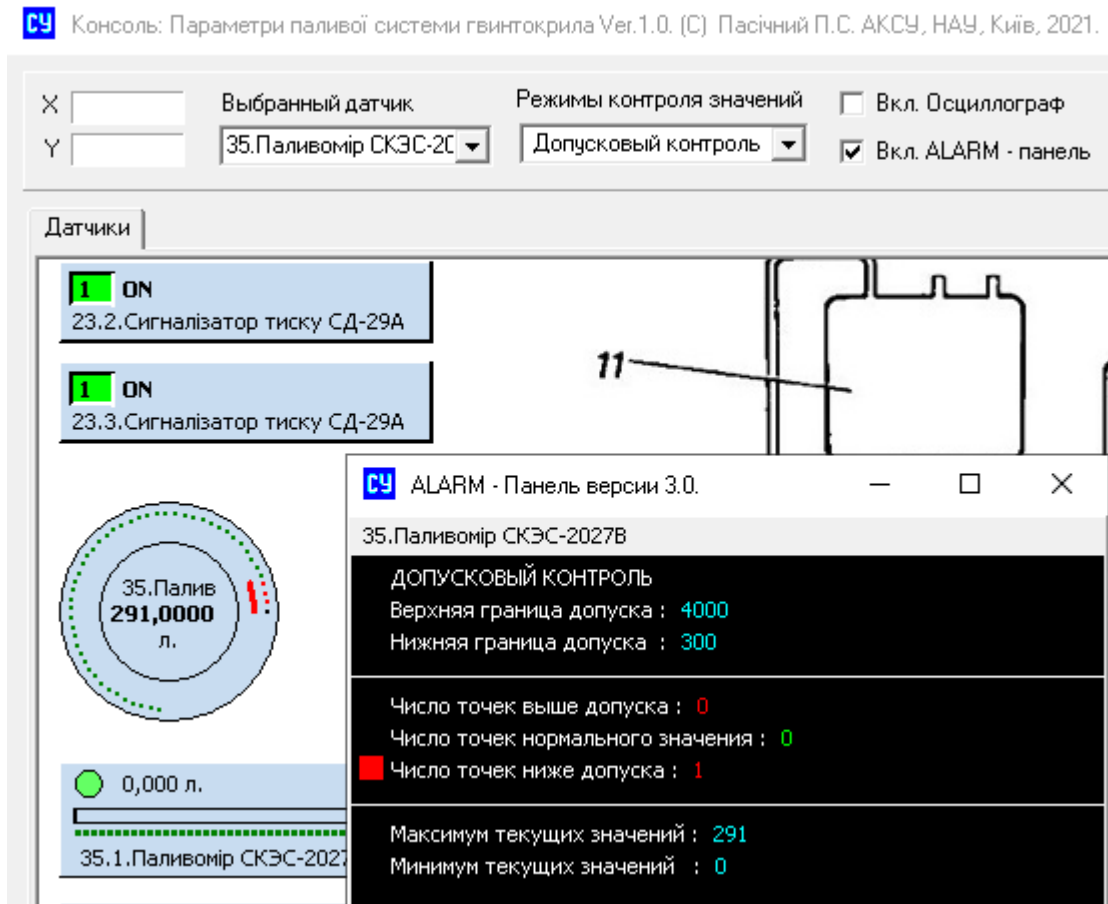 СУ Консоль: Параметри паливої системи гвинтокрила Ver.1.0. (C) Пасічний П.С. АКСУ, НАУ, Київ, 2021.
X Выбранный датчик Режимы контроля значений Вкл. Осциллограф
Y 35.Паливомір СКЭС-20 Допусковый контроль Вкл. ALARM - панель
Датчики
1 ON
23.2.Сигналізатор тиску СД-29А
11
1 ON
23.3.Сигналізатор тиску СД-29А
СУ ALARM - Панель версии 3.0.
35.Паливомір СКЭС-2027В
ДОПУСКОВЫЙ КОНТРОЛЬ
Верхняя граница допуска : 4000
Нижняя граница допуска : 300
Число точек выше допуска : 0
Число точек нормального значения : 0
Число точек ниже допуска : 1
Максимум текущих значений : 291
Минимум текущих значений : 0
35.Палив
291,0000
л.
0,000 л.
35.1.Паливомір СКЭС-2027